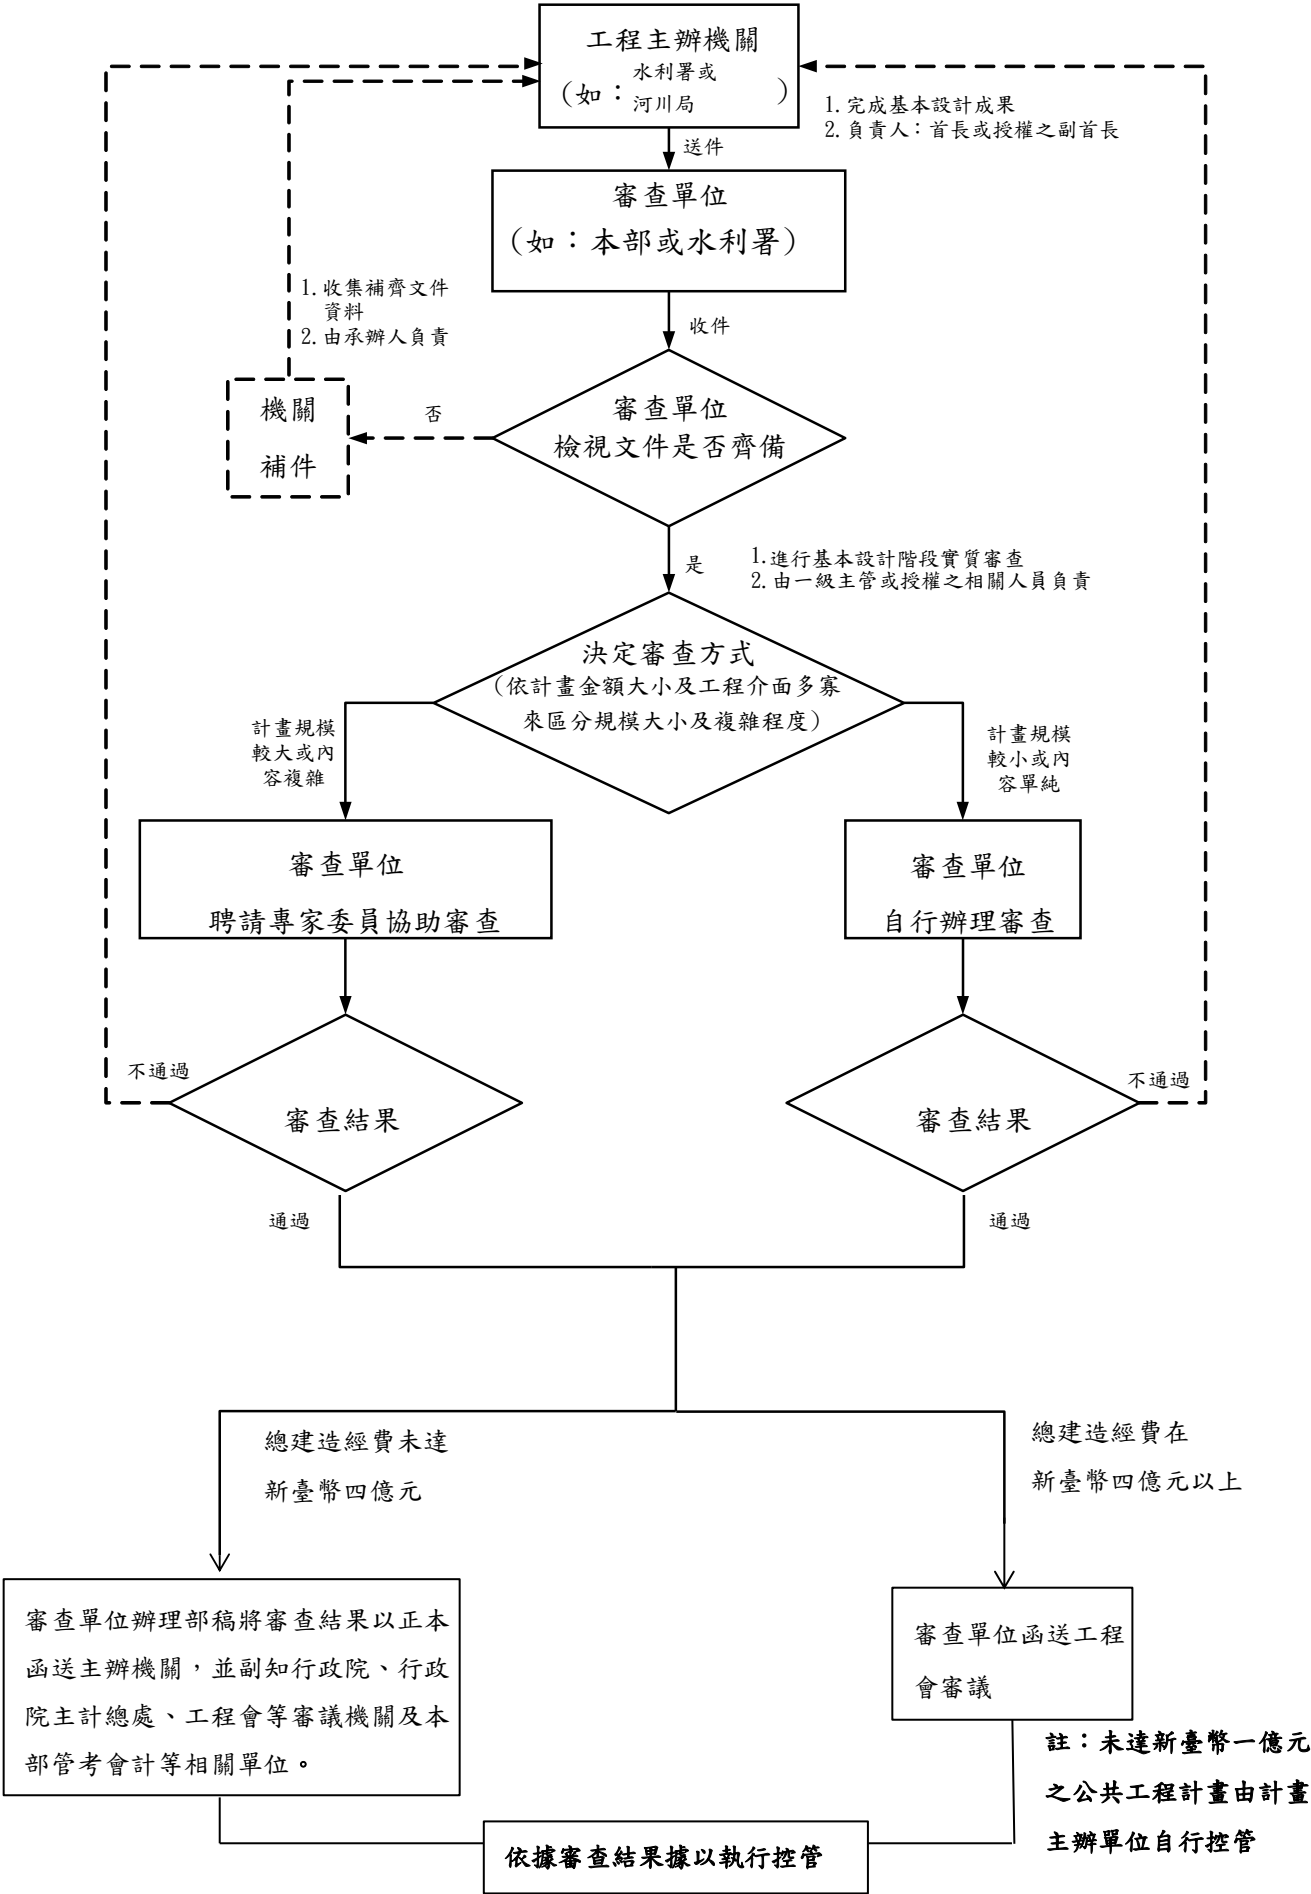 工程主辦機關
(如：水利署或
河川局)
1. 完成基本設計成果
2. 負責人：首長或授權之副首長
送件
審查單位
(如：本部或水利署)
1. 收集補齊文件
資料
2. 由承辦人負責
收件
機關
補件
否
審查單位
檢視文件是否齊備
是
1.進行基本設計階段實質審查
2.由一級主管或授權之相關人員負責
決定審查方式
(依計畫金額大小及工程介面多寡
來區分規模大小及複雜程度)
計畫規模
較大或內
容複雜
計畫規模
較小或內
容單純
審查單位
聘請專家委員協助審查
審查單位
自行辦理審查
不通過
審查結果
審查結果
不通過
通過
通過
總建造經費未達
新臺幣四億元
總建造經費在
新臺幣四億元以上
審查單位辦理部稿將審查結果以正本
函送主辦機關，並副知行政院、行政
院主計總處、工程會等審議機關及本
部管考會計等相關單位。
審查單位函送工程
會審議
註：未達新臺幣一億元
之公共工程計畫由計畫
主辦單位自行控管
依據審查結果據以執行控管